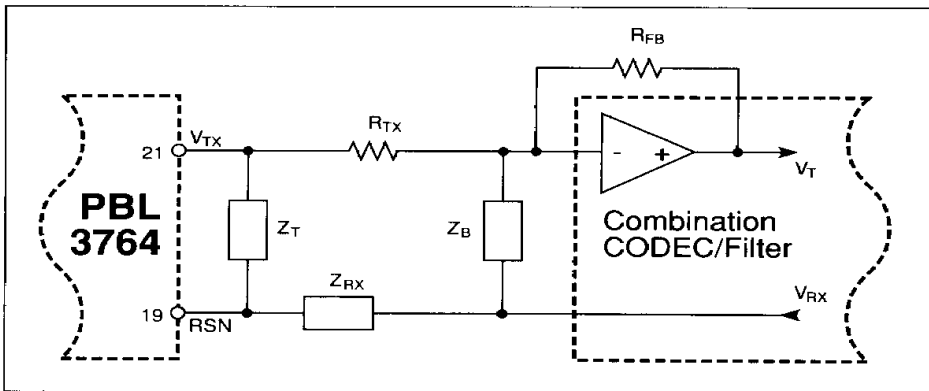 R_FB
R_TX
21
V_TX
- +
V_T
PBL
3764
Z_T
Z_B
Combination
CODEC/Filter
Z_RX
V_RX
19
RSN